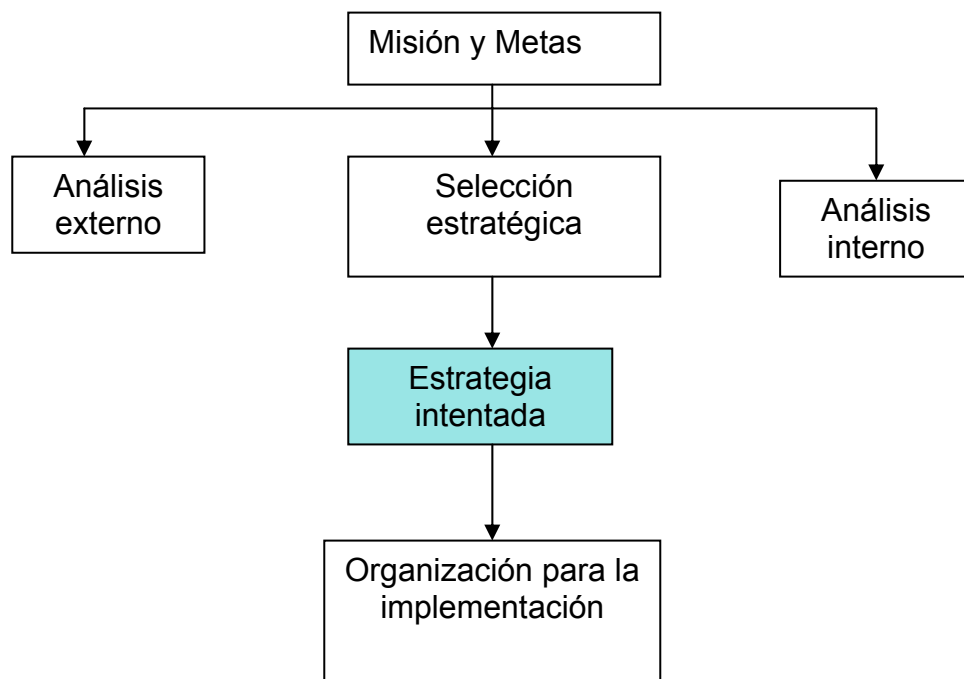 Misión y Metas
Análisis
externo
Selección
estratégica
Análisis
interno
Estrategia
intentada
Organización para la
implementación